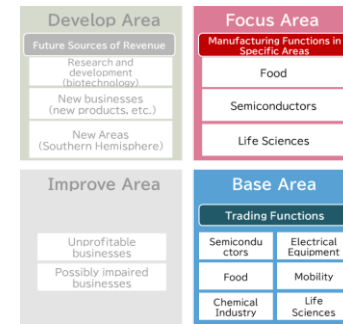 Develop Area
Future Sources of Revenue
Research and
development
(biotechnology)
New businesses
(new products, etc.)
New Areas
(Southern Hemisphere)
Focus Area
Manufacturing Functions in
Specific Areas
Food
Semiconductors
Life Sciences
Improve Area
Unprofitable
businesses
Possibly impaired
businesses
Base Area
Trading Functions
Semicondu
ctors
Electrical
Equipment
Food
Mobility
Chemical
Industry
Life
Sciences